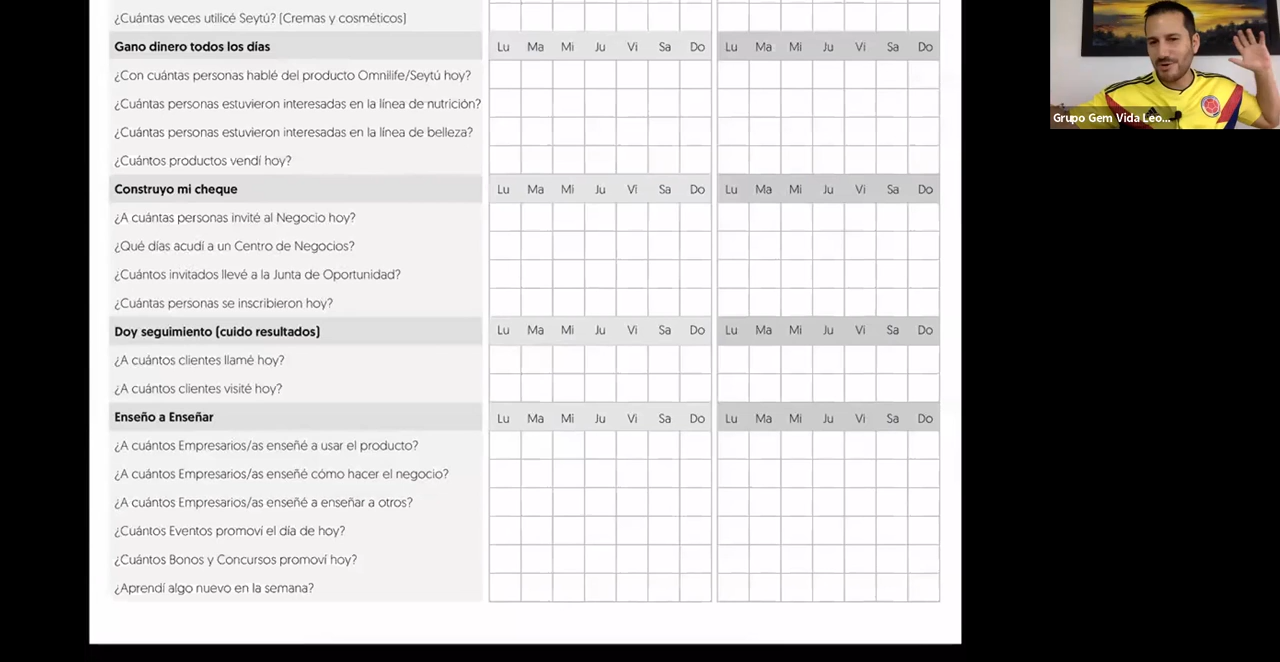 ¿Cuántas veces utilicé Seytú? (Cremas y cosméticos)
Gano dinero todos los días Lu Ma Mi Ju Vi Sa Do Lu Ma Mi Ju Vi Sa Do
¿Con cuántas personas hablé del producto Omnilife/Seytú hoy?
¿Cuántas personas estuvieron interesadas en la línea de nutrición?
¿Cuántas personas estuvieron interesadas en la línea de belleza?
¿Cuántos productos vendí hoy?
Construyo mi cheque Lu Ma Mi Ju Vi Sa Do Lu Ma Mi Ju Vi Sa Do
¿A cuántas personas invité al Negocio hoy?
¿Qué días acudí a un Centro de Negocios?
¿Cuántos invitados llevé a la Junta de Oportunidad?
¿Cuántas personas se inscribieron hoy?
Doy seguimiento (cuido resultados) Lu Ma Mi Ju Vi Sa Do Lu Ma Mi Ju Vi Sa Do
¿A cuántos clientes llamé hoy?
¿A cuántos clientes visité hoy?
Enseño a Enseñar Lu Ma Mi Ju Vi Sa Do Lu Ma Mi Ju Vi Sa Do
¿A cuántos Empresarios/as enseñé a usar el producto?
¿A cuántos Empresarios/as enseñé cómo hacer el negocio?
¿A cuántos Empresarios/as enseñé a enseñar a otros?
¿Cuántos Eventos promoví el día de hoy?
¿Cuántos Bonos y Concursos promoví hoy?
¿Aprendí algo nuevo en la semana?
Grupo Gem Vida Leo...